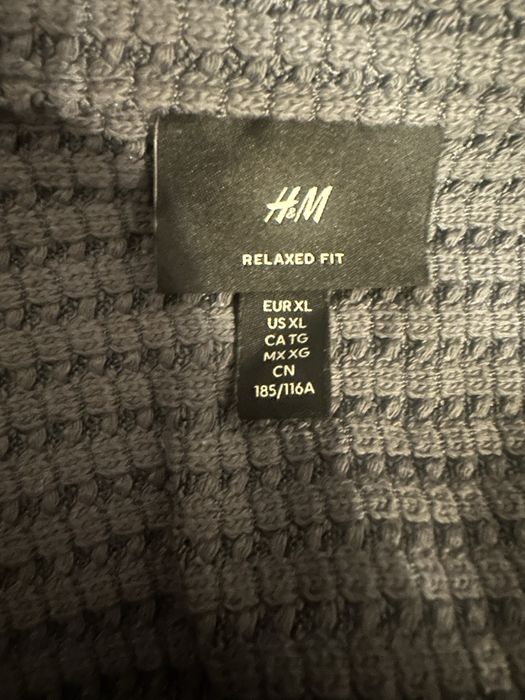 H&M
RELAXED FIT
EUR XL
US XL
CA TG
MX XG
CN
185/116A